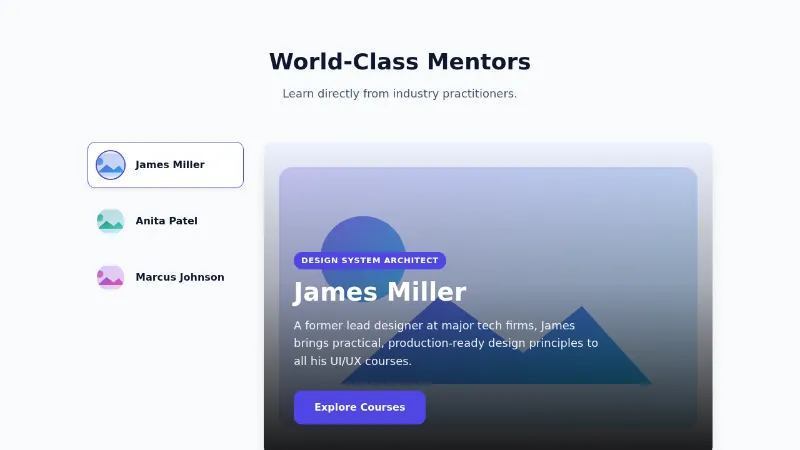 World-Class Mentors
Learn directly from industry practitioners.
James Miller
Anita Patel
Marcus Johnson
DESIGN SYSTEM ARCHITECT
James Miller
A former lead designer at major tech firms, James
brings practical, production-ready design principles to
all his UI/UX courses.
Explore Courses